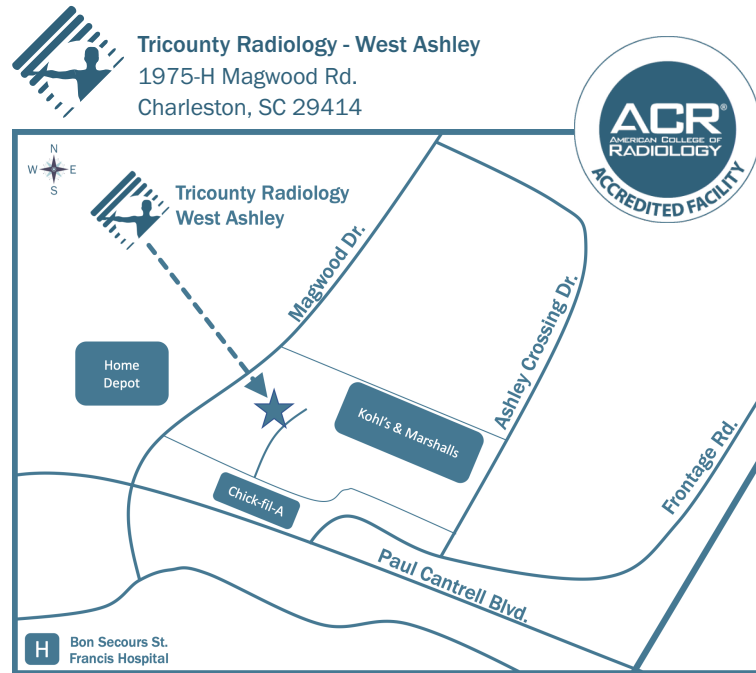 Tricounty Radiology - West Ashley
1975-H Magwood Rd.
Charleston, SC 29414
ACR®
AMERICAN COLLEGE OF
RADIOLOGY
ACCREDITED FACILITY
N
W E
S
Tricounty Radiology
West Ashley
Magwood Dr.
Ashley Crossing Dr.
Home
Depot
Kohl's & Marshalls
Frontage Rd.
Chick-fil-A
Paul Cantrell Blvd.
H
Bon Secours St.
Francis Hospital